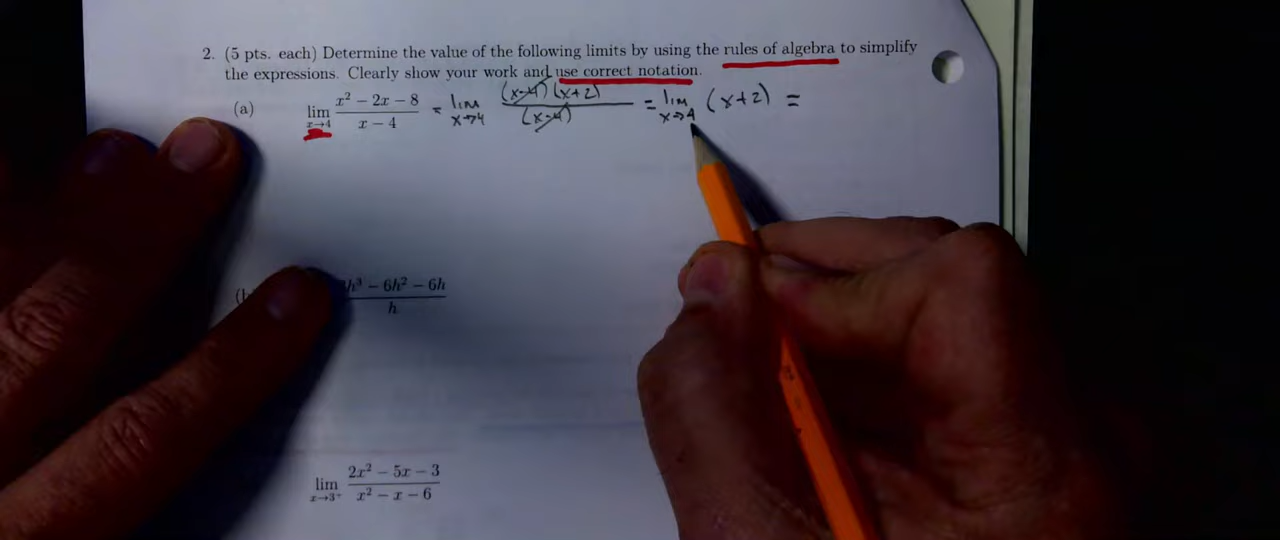 2. (5 pts. each) Determine the value of the following limits by using the rules of algebra to simplify
the expressions. Clearly show your work and use correct notation.
(a) lim x→4 x² − 2x − 8 / x − 4 = lim x→4 (x-4)(x+2) / (x-4) = lim x→4 (x+2) =
h³ − 6h² − 6h / h
lim x→3⁺ 2x² − 5x − 3 / x² − x − 6